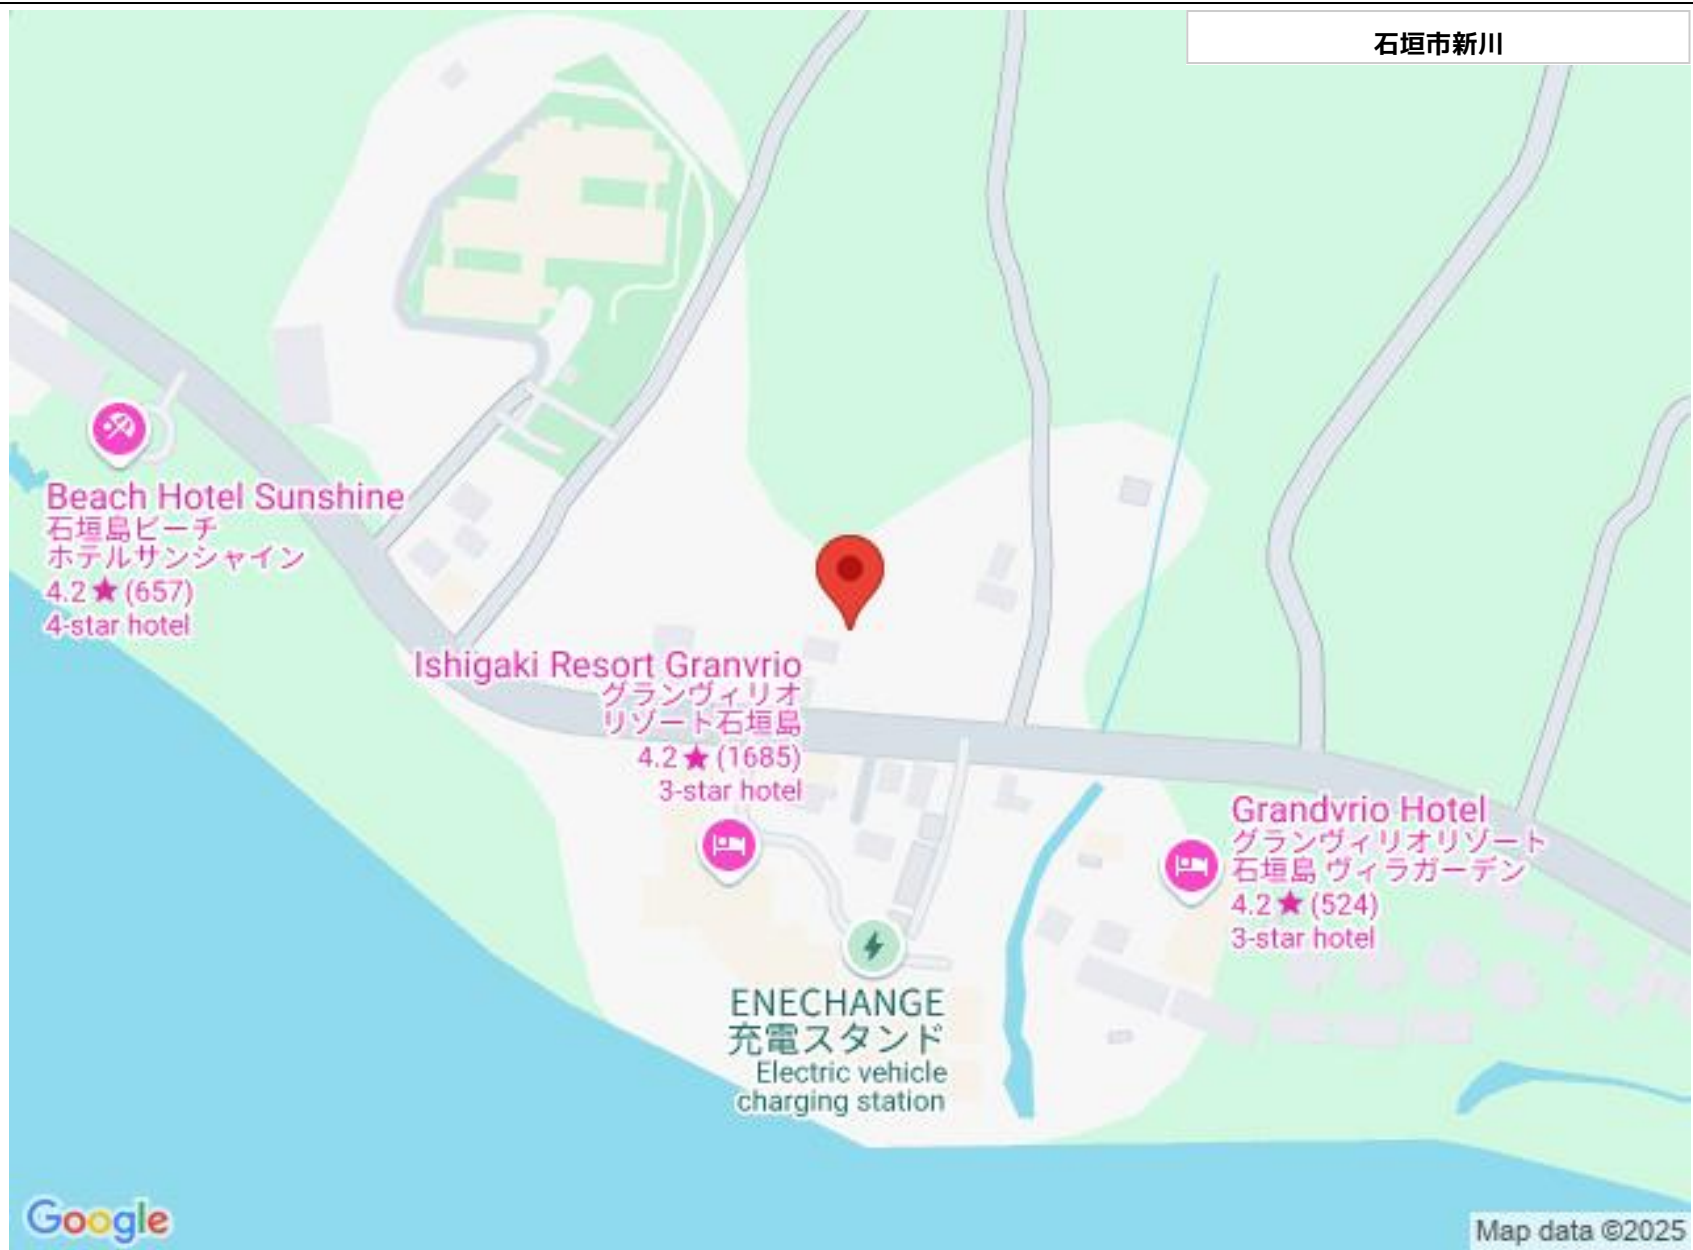 石垣市新川
Beach Hotel Sunshine
石垣島ビーチ
ホテルサンシャイン
4.2★(657)
4-star hotel
Ishigaki Resort Granvrio
グランヴィリオ
リゾート石垣島
4.2★(1685)
3-star hotel
Grandvrio Hotel
グランヴィリオリゾート
石垣島 ヴィラガーデン
4.2★(524)
3-star hotel
ENECHANGE
充電スタンド
Electric vehicle
charging station
Google
Map data ©2025